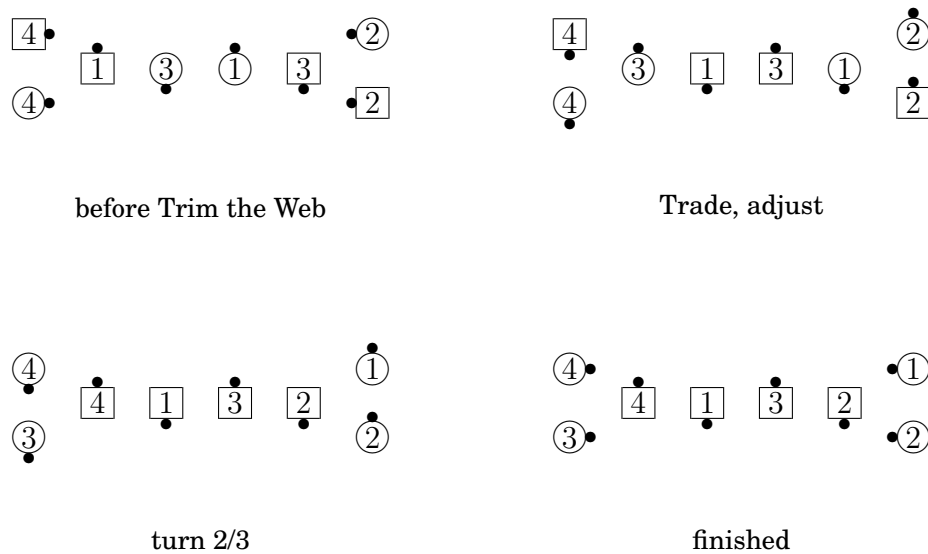 4 2 4 2
1 3 1 3 3 1 3 1
4 2 4 2
before Trim the Web Trade, adjust
4 1 4 1
4 1 3 2 4 1 3 2
3 2 3 2
turn 2/3 finished